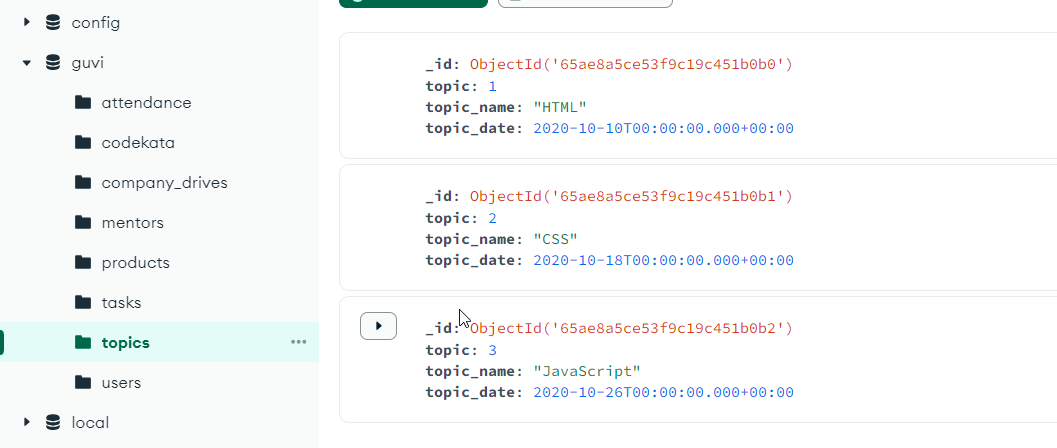 config
guvi
attendance
codekata
company_drives
mentors
products
tasks
topics
users
local
_id: ObjectId('65ae8a5ce53f9c19c451b0b0')
topic: 1
topic_name: "HTML"
topic_date: 2020-10-10T00:00:00.000+00:00
_id: ObjectId('65ae8a5ce53f9c19c451b0b1')
topic: 2
topic_name: "CSS"
topic_date: 2020-10-18T00:00:00.000+00:00
_id: ObjectId('65ae8a5ce53f9c19c451b0b2')
topic: 3
topic_name: "JavaScript"
topic_date: 2020-10-26T00:00:00.000+00:00